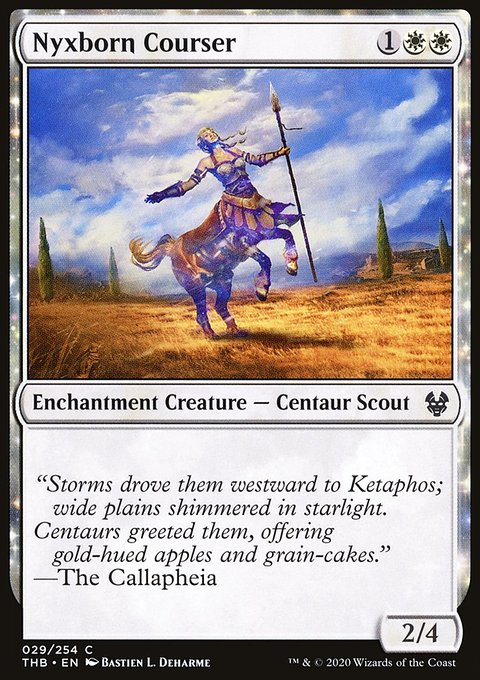 Nyxborn Courser 1
Enchantment Creature — Centaur Scout
“Storms drove them westward to Ketaphos;
wide plains shimmered in starlight.
Centaurs greeted them, offering
gold-hued apples and grain-cakes.”
—The Callapheia
2/4
029/254 C
THB • EN Bastien L. Deharme
™ & © 2020 Wizards of the Coast